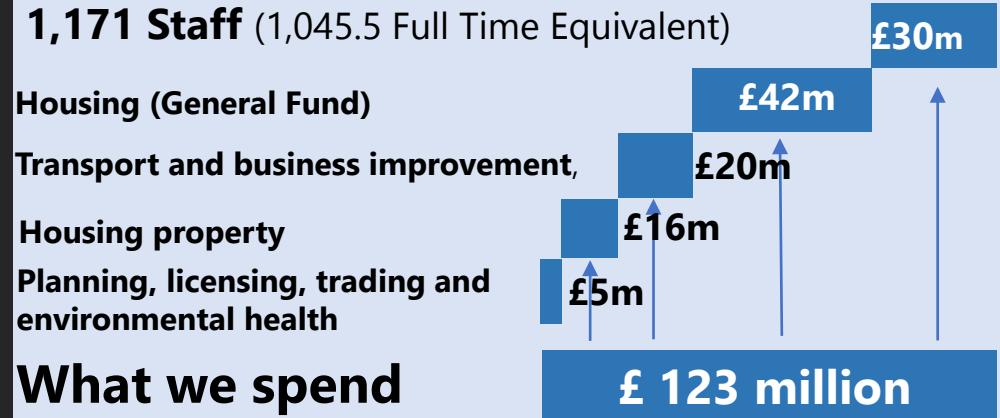 1,171 Staff (1,045.5 Full Time Equivalent)
£30m
Housing (General Fund)
£42m
Transport and business improvement,
£20m
Housing property
£16m
Planning, licensing, trading and
environmental health
£5m
What we spend
£ 123 million